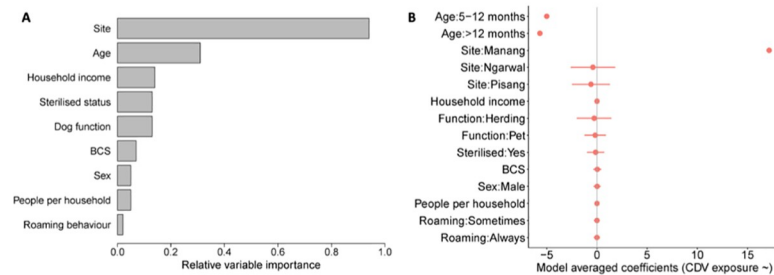 A
Site
Age
Household income
Sterilised status
Dog function
BCS
Sex
People per household
Roaming behaviour
0.0 0.2 0.4 0.6 0.8 1.0
Relative variable importance
B
Age:5−12 months
Age:>12 months
Site:Manang
Site:Ngarwal
Site:Pisang
Household income
Function:Herding
Function:Pet
Sterilised:Yes
BCS
Sex:Male
People per household
Roaming:Sometimes
Roaming:Always
−5 0 5 10 15
Model averaged coefficients (CDV exposure ~)